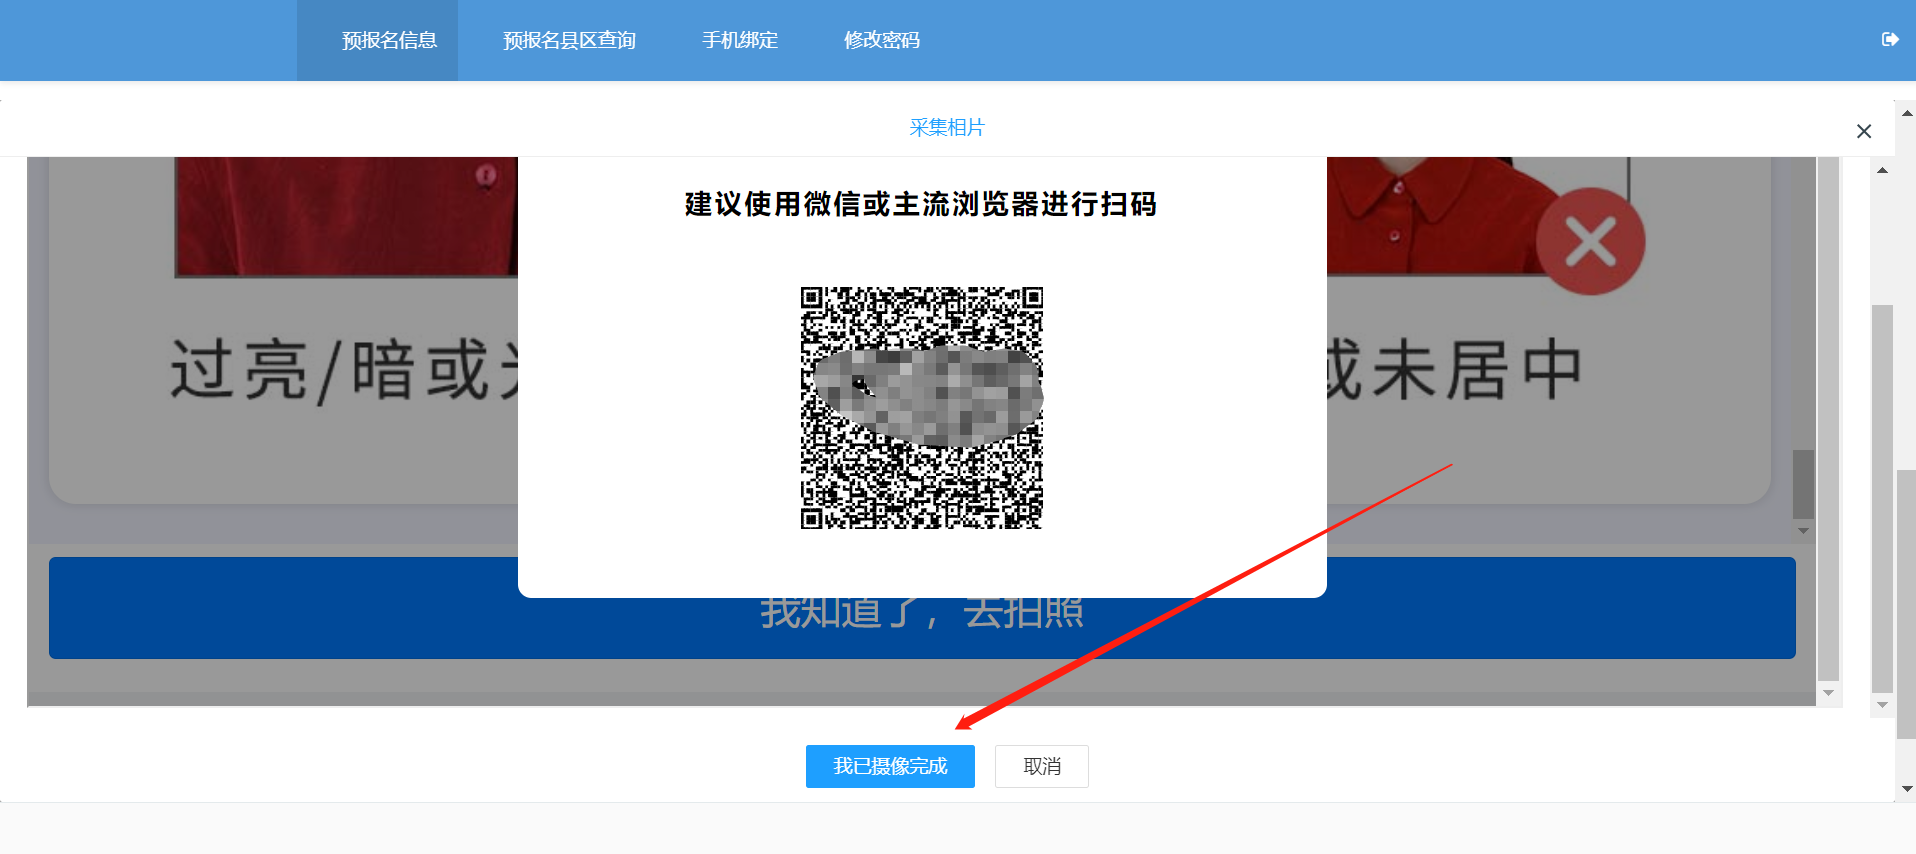 预报名信息 预报名县区查询 手机绑定 修改密码
采集相片
建议使用微信或主流浏览器进行扫码
过亮/暗或
或未居中
我知道了，去拍照
我已摄像完成 取消